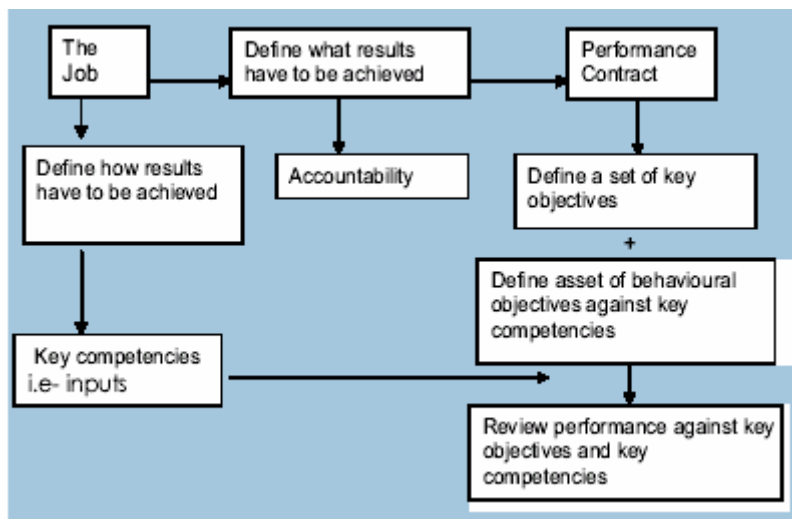 The
Job
Define what results
have to be achieved
Performance
Contract
Define how results
have to be achieved
Accountability
Define a set of key
objectives
+
Define asset of behavioural
objectives against key
competencies
Key competencies
i.e- inputs
Review performance against key
objectives and key
competencies